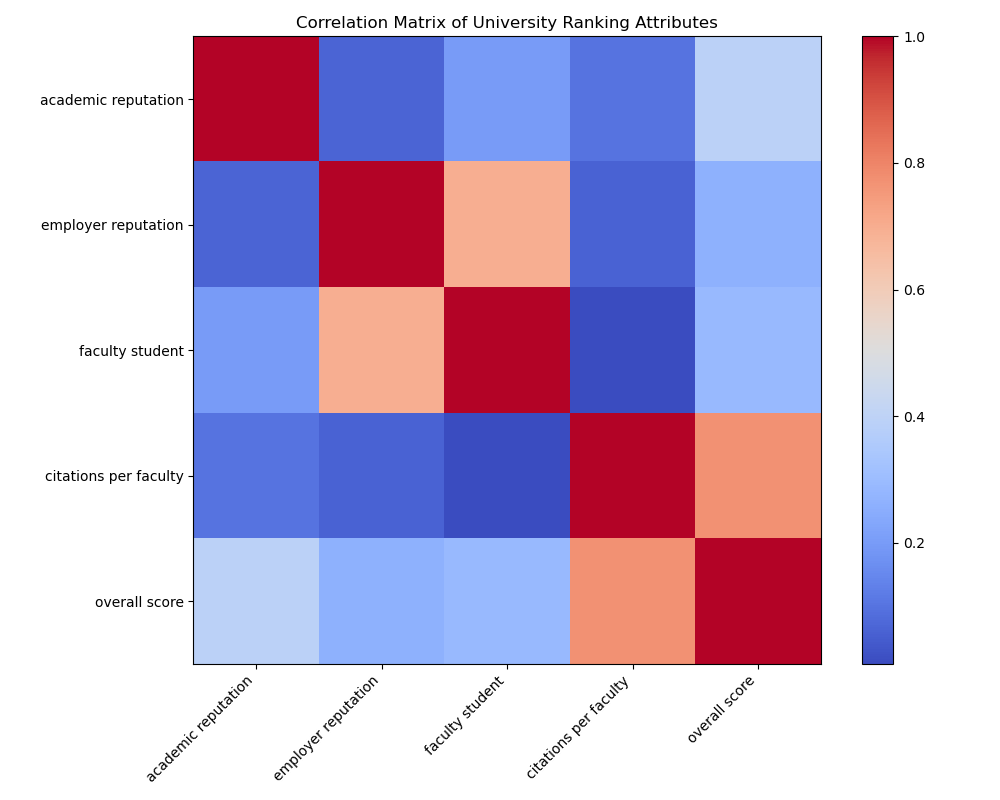 Correlation Matrix of University Ranking Attributes
academic reputation
employer reputation
faculty student
citations per faculty
overall score
academic reputation
employer reputation
faculty student
citations per faculty
overall score
1.0
0.8
0.6
0.4
0.2